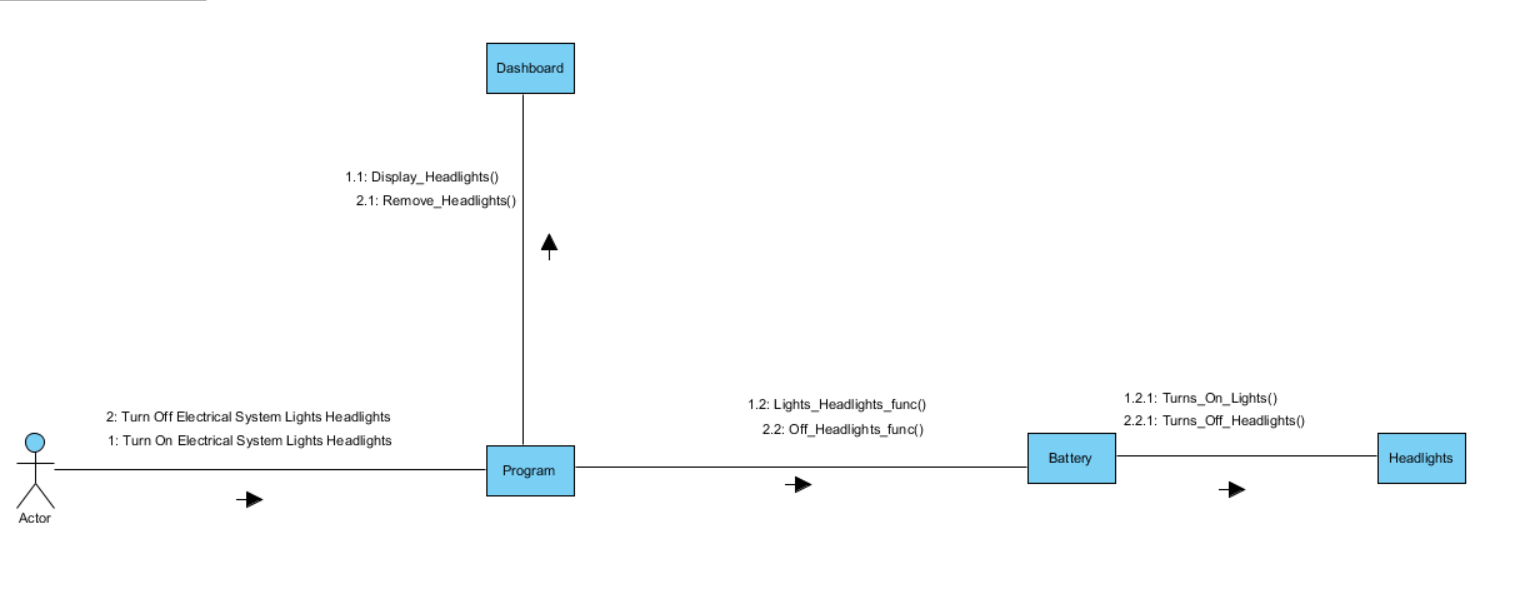 Dashboard
1.1: Display_Headlights()
2.1: Remove_Headlights()
2: Turn Off Electrical System Lights Headlights
1: Turn On Electrical System Lights Headlights
Actor
Program
1.2: Lights_Headlights_func()
2.2: Off_Headlights_func()
Battery
1.2.1: Turns_On_Lights()
2.2.1: Turns_Off_Headlights()
Headlights